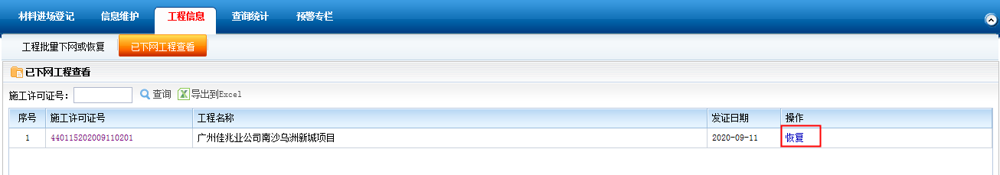 材料进场登记 信息维护 工程信息 查询统计 预警专栏
工程批量下网或恢复 已下网工程查看
已下网工程查看
施工许可证号： 查询 导出到Excel
序号 施工许可证号 工程名称 发证日期 操作
1 440115202009110201 广州佳兆业公司南沙乌洲新城项目 2020-09-11 恢复